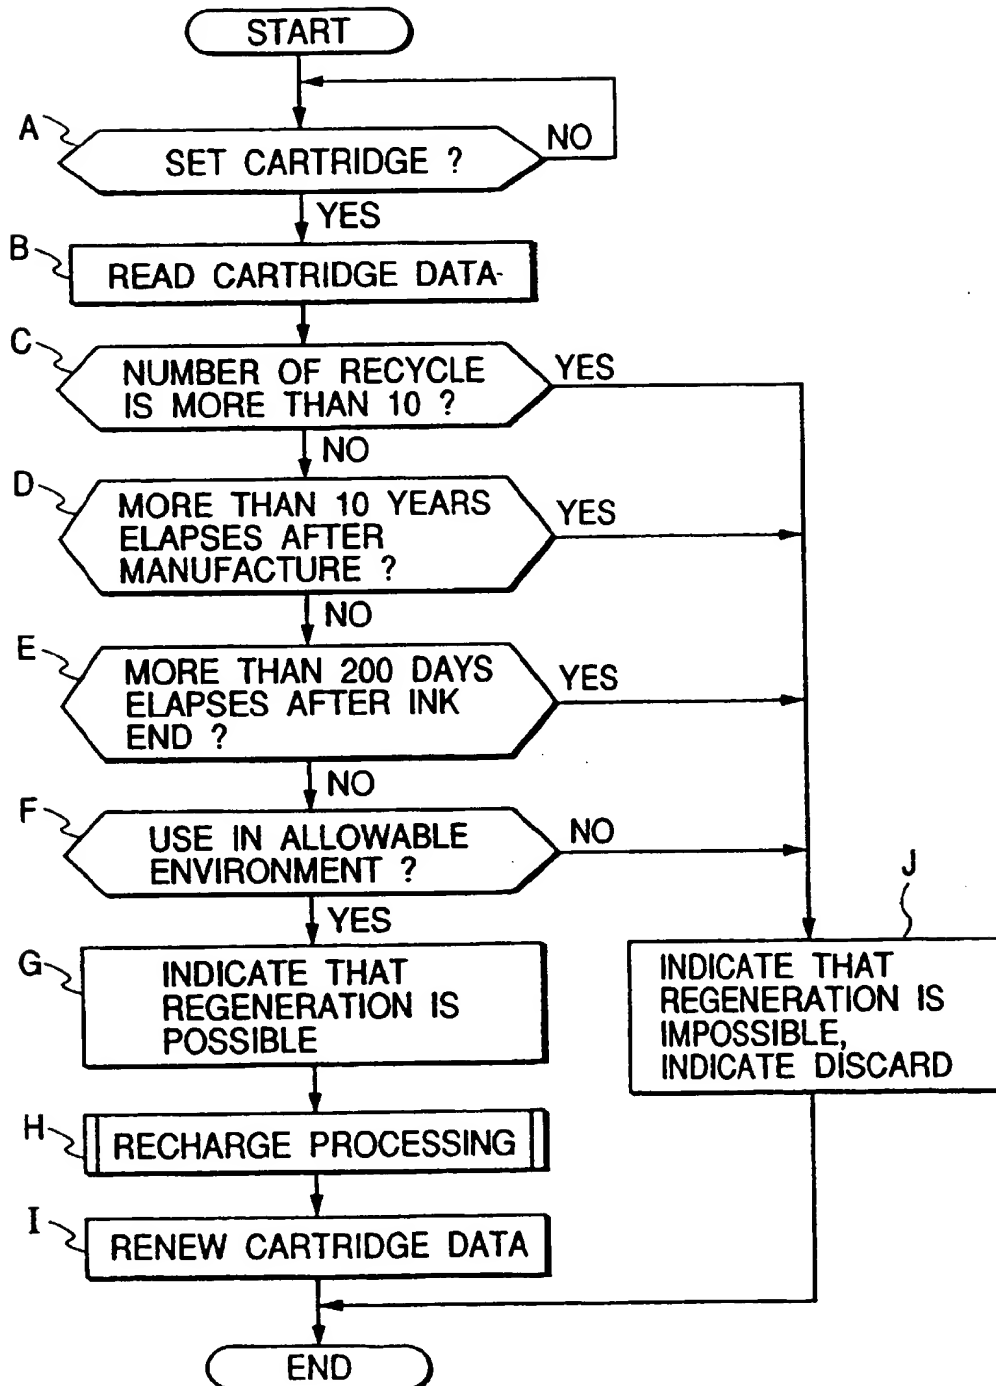 START
A
SET CARTRIDGE ?
NO
YES
B
READ CARTRIDGE DATA
C
NUMBER OF RECYCLE
IS MORE THAN 10 ?
YES
NO
D
MORE THAN 10 YEARS
ELAPSES AFTER
MANUFACTURE ?
YES
NO
E
MORE THAN 200 DAYS
ELAPSES AFTER INK
END ?
YES
NO
F
USE IN ALLOWABLE
ENVIRONMENT ?
NO
YES
G
INDICATE THAT
REGENERATION IS
POSSIBLE
J
INDICATE THAT
REGENERATION IS
IMPOSSIBLE,
INDICATE DISCARD
H
RECHARGE PROCESSING
I
RENEW CARTRIDGE DATA
END